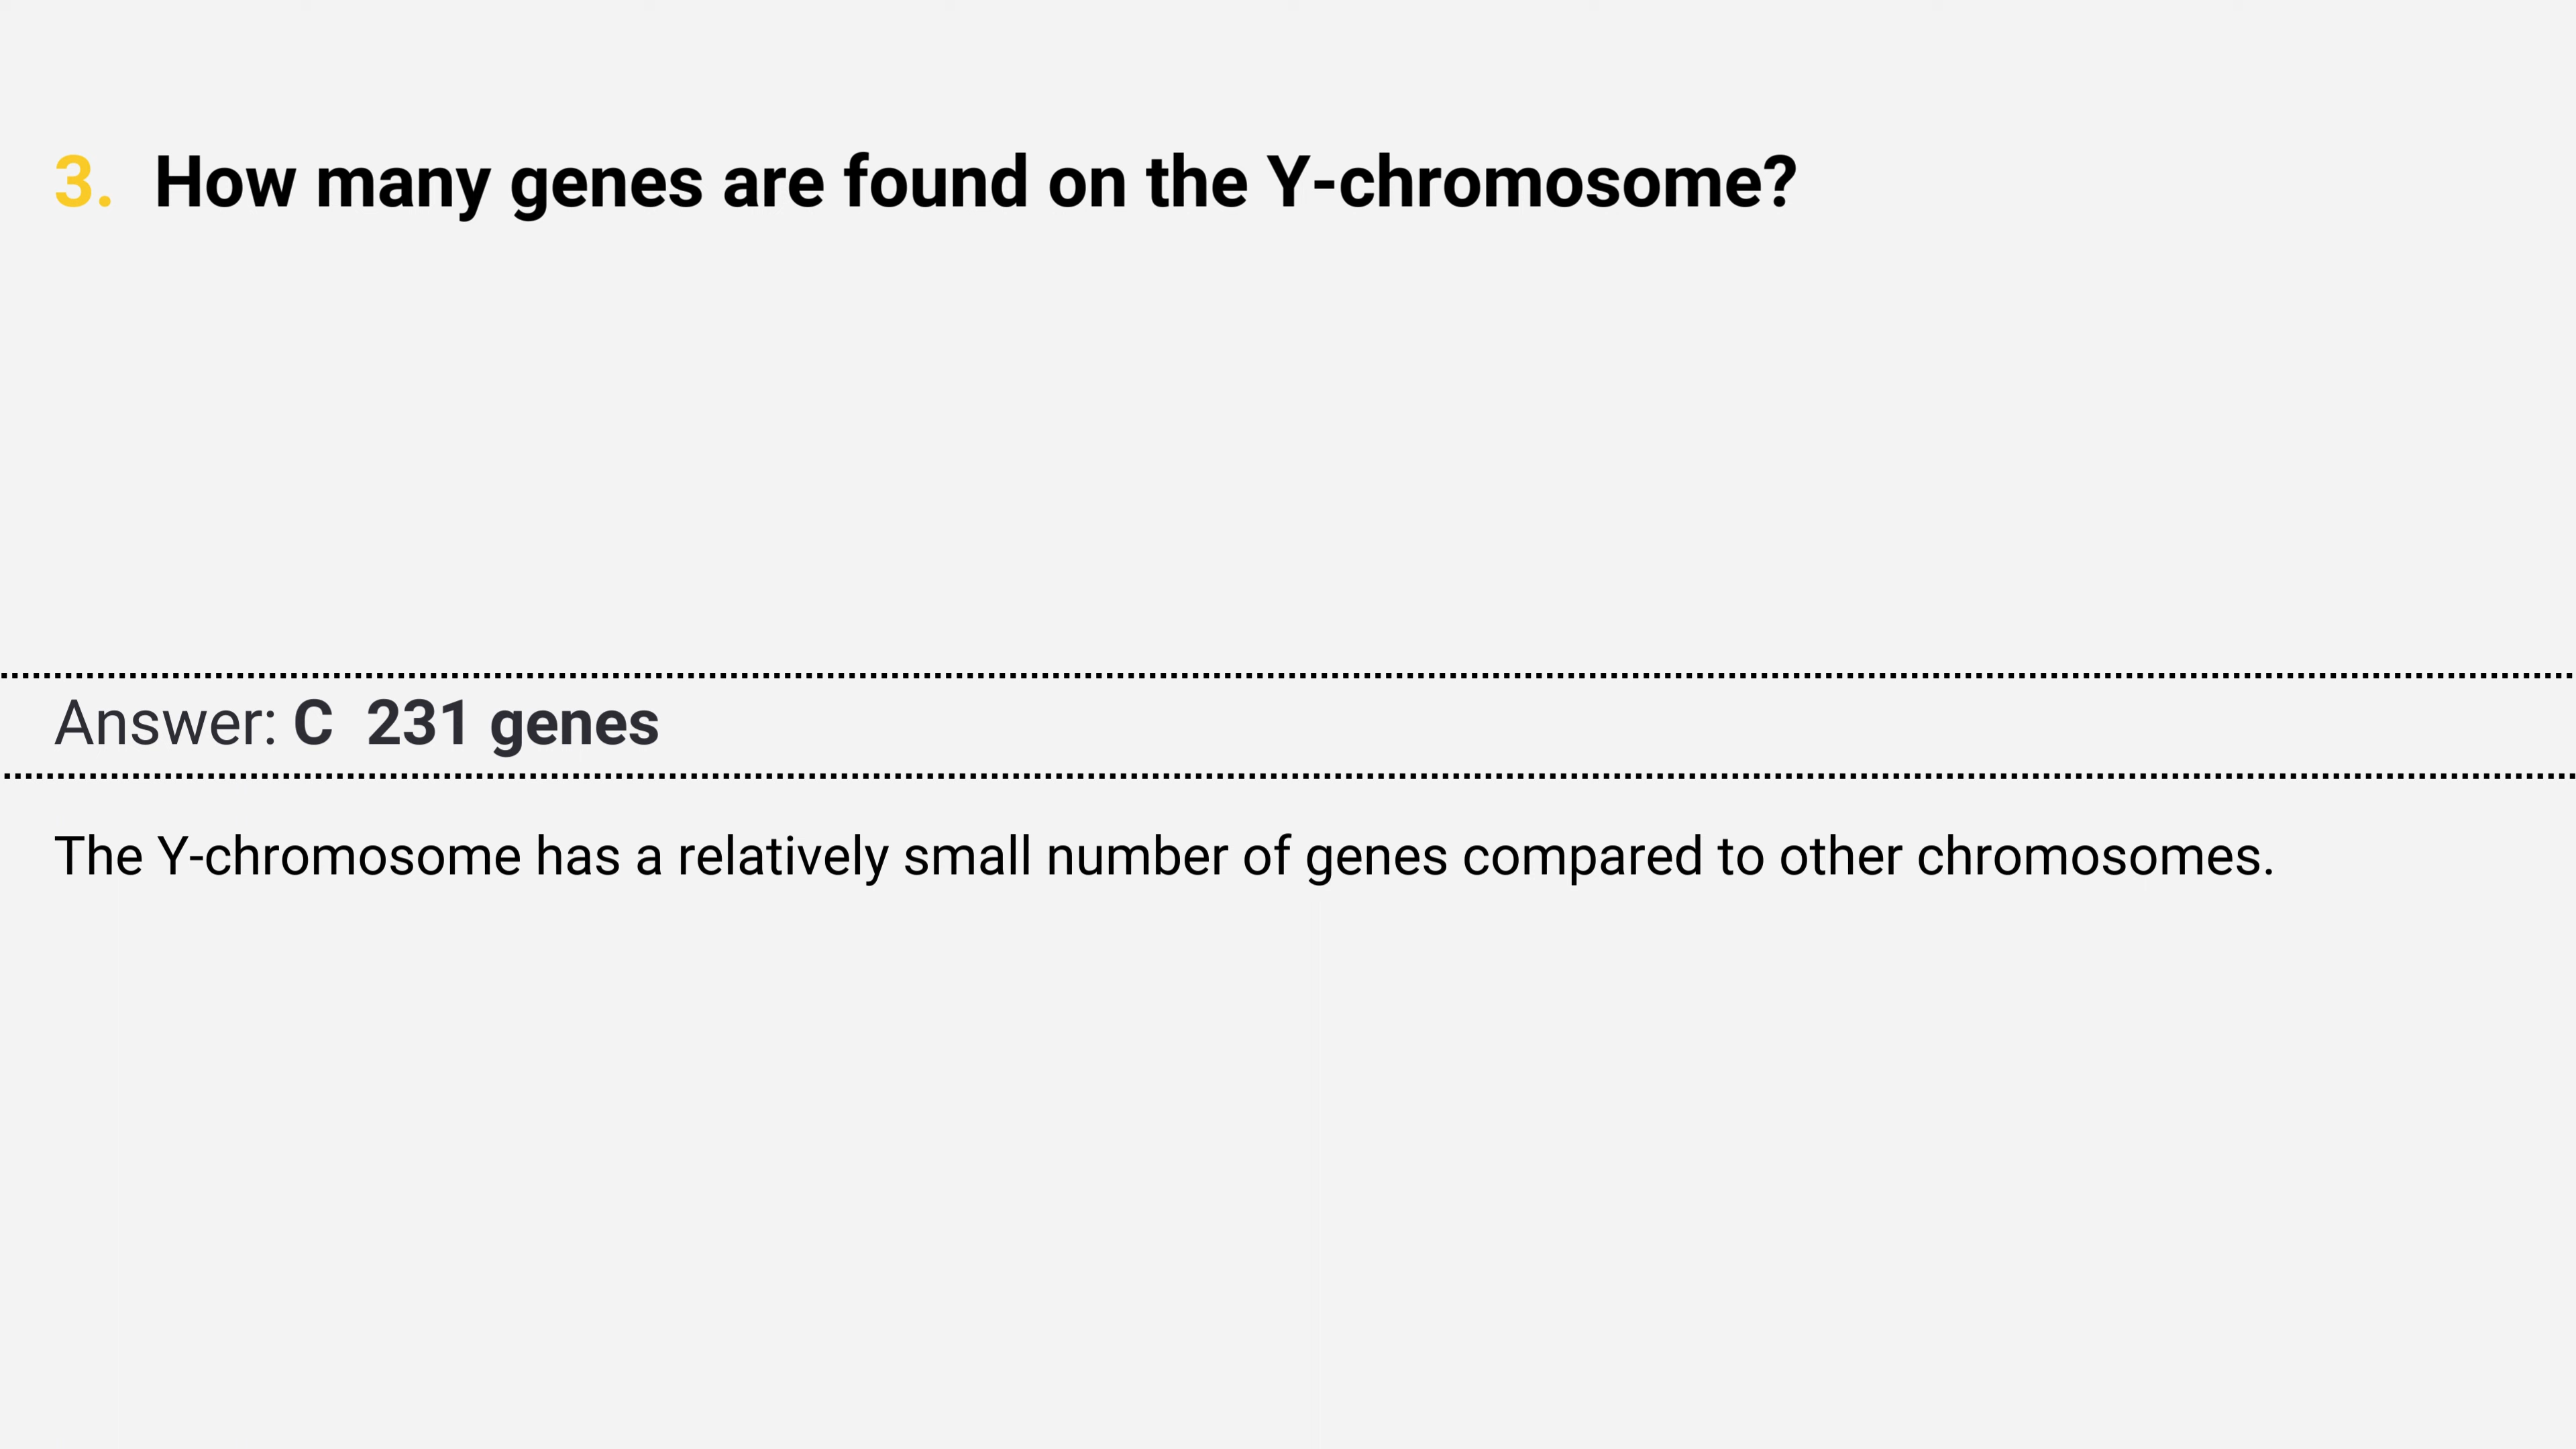 3. How many genes are found on the Y-chromosome?
Answer: C 231 genes
The Y-chromosome has a relatively small number of genes compared to other chromosomes.